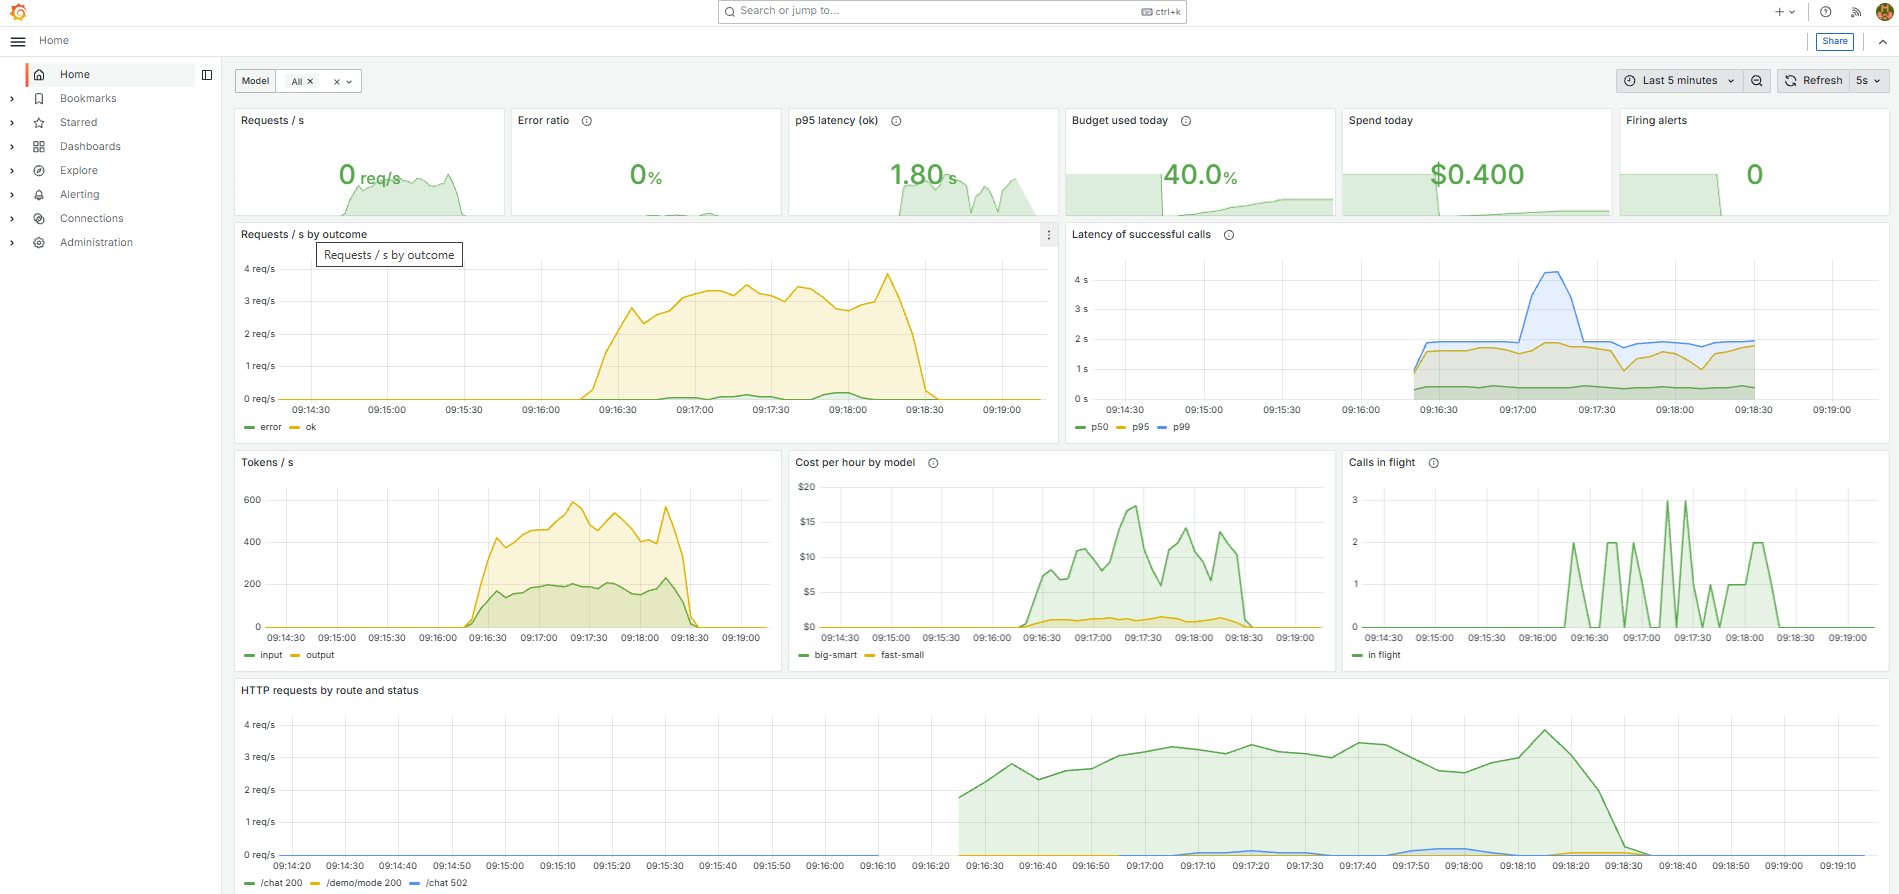 Search or jump to...
ctrl+k
Home
Share
Home
Bookmarks
Starred
Dashboards
Explore
Alerting
Connections
Administration
Model
All
Last 5 minutes
Refresh
5s
Requests / s
0 req/s
Error ratio
0%
p95 latency (ok)
1.80 s
Budget used today
40.0%
Spend today
$0.400
Firing alerts
0
Requests / s by outcome
Requests / s by outcome
4 req/s
3 req/s
2 req/s
1 req/s
0 req/s
09:14:30 09:15:00 09:15:30 09:16:00 09:16:30 09:17:00 09:17:30 09:18:00 09:18:30 09:19:00
error ok
Latency of successful calls
4 s
3 s
2 s
1 s
0 s
09:14:30 09:15:00 09:15:30 09:16:00 09:16:30 09:17:00 09:17:30 09:18:00 09:18:30 09:19:00
p50 p95 p99
Tokens / s
600
400
200
0
09:14:30 09:15:00 09:15:30 09:16:00 09:16:30 09:17:00 09:17:30 09:18:00 09:18:30 09:19:00
input output
Cost per hour by model
$20
$15
$10
$5
$0
09:14:30 09:15:00 09:15:30 09:16:00 09:16:30 09:17:00 09:17:30 09:18:00 09:18:30 09:19:00
big-smart fast-small
Calls in flight
3
2
1
0
09:14:30 09:15:00 09:15:30 09:16:00 09:16:30 09:17:00 09:17:30 09:18:00 09:18:30 09:19:00
in flight
HTTP requests by route and status
4 req/s
3 req/s
2 req/s
1 req/s
0 req/s
09:14:20 09:14:30 09:14:40 09:14:50 09:15:00 09:15:10 09:15:20 09:15:30 09:15:40 09:15:50 09:16:00 09:16:10 09:16:20 09:16:30 09:16:40 09:16:50 09:17:00 09:17:10 09:17:20 09:17:30 09:17:40 09:17:50 09:18:00 09:18:10 09:18:20 09:18:30 09:18:40 09:18:50 09:19:00 09:19:10
/chat 200 /demo/mode 200 /chat 502